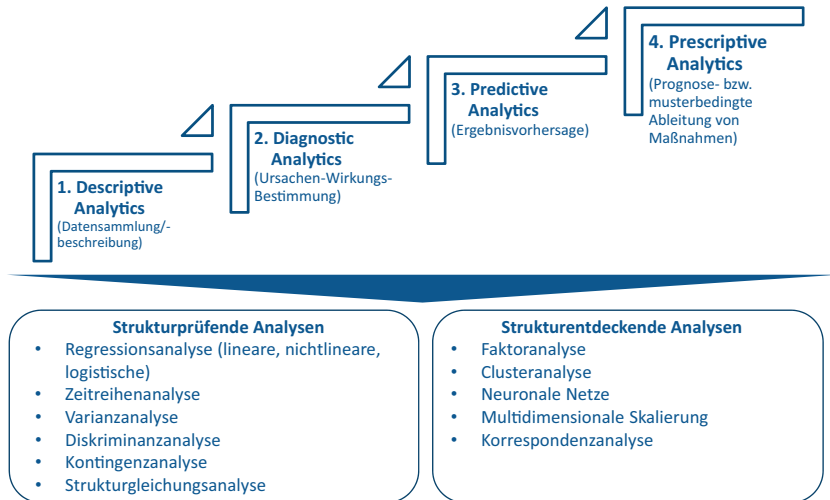 1. Descriptive
Analytics
(Datensammlung/-
beschreibung)
2. Diagnostic
Analytics
(Ursachen-Wirkungs-
Bestimmung)
3. Predictive
Analytics
(Ergebnisvorhersage)
4. Prescriptive
Analytics
(Prognose- bzw.
musterbedingte
Ableitung von
Maßnahmen)
Strukturprüfende Analysen
• Regressionsanalyse (lineare, nichtlineare,
logistische)
• Zeitreihenanalyse
• Varianzanalyse
• Diskriminanzanalyse
• Kontingenzanalyse
• Strukturgleichungsanalyse
Strukturentdeckende Analysen
• Faktoranalyse
• Clusteranalyse
• Neuronale Netze
• Multidimensionale Skalierung
• Korrespondenzanalyse